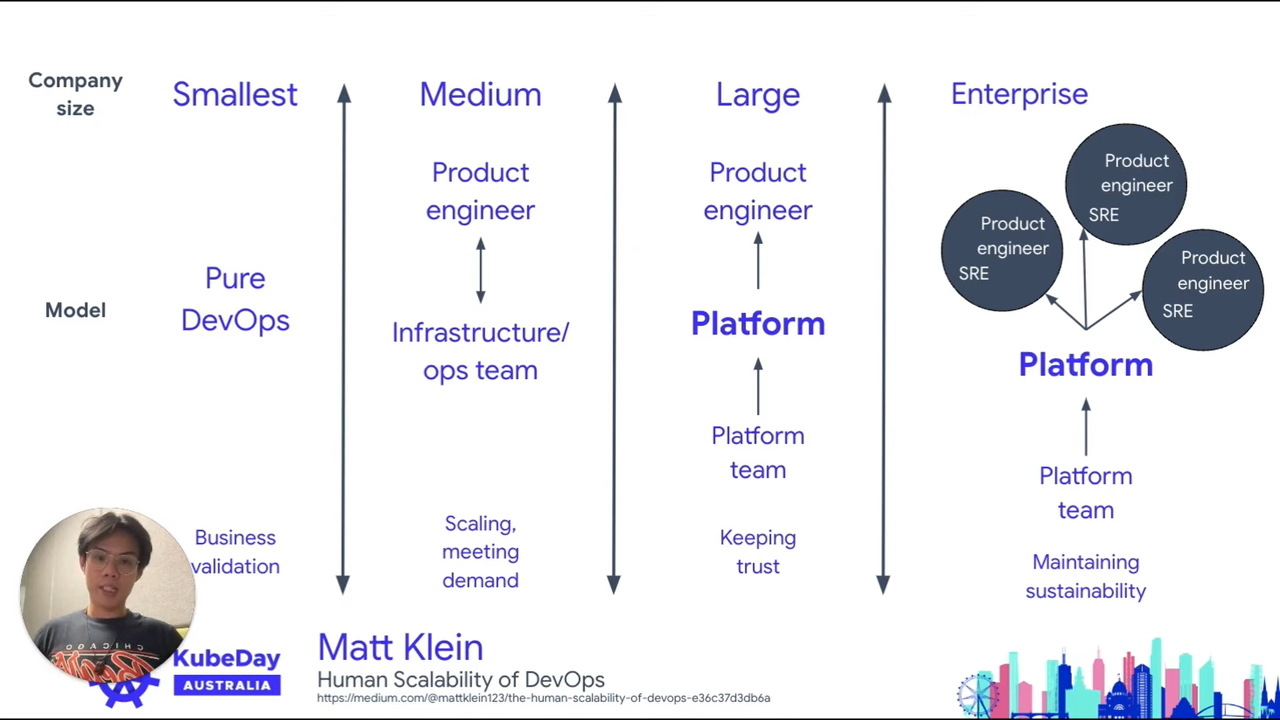 Company
size
Smallest
Medium
Large
Enterprise
Model
Pure
DevOps
Business
validation
Product
engineer
Infrastructure/
ops team
Scaling,
meeting
demand
Product
engineer
Platform
Platform
team
Keeping
trust
Product
engineer
SRE
Product
engineer
SRE
Product
engineer
SRE
Platform
Platform
team
Maintaining
sustainability
CHICAGO
KubeDay
AUSTRALIA
Matt Klein
Human Scalability of DevOps
https://medium.com/@mattklein123/the-human-scalability-of-devops-e36c37d3db6a